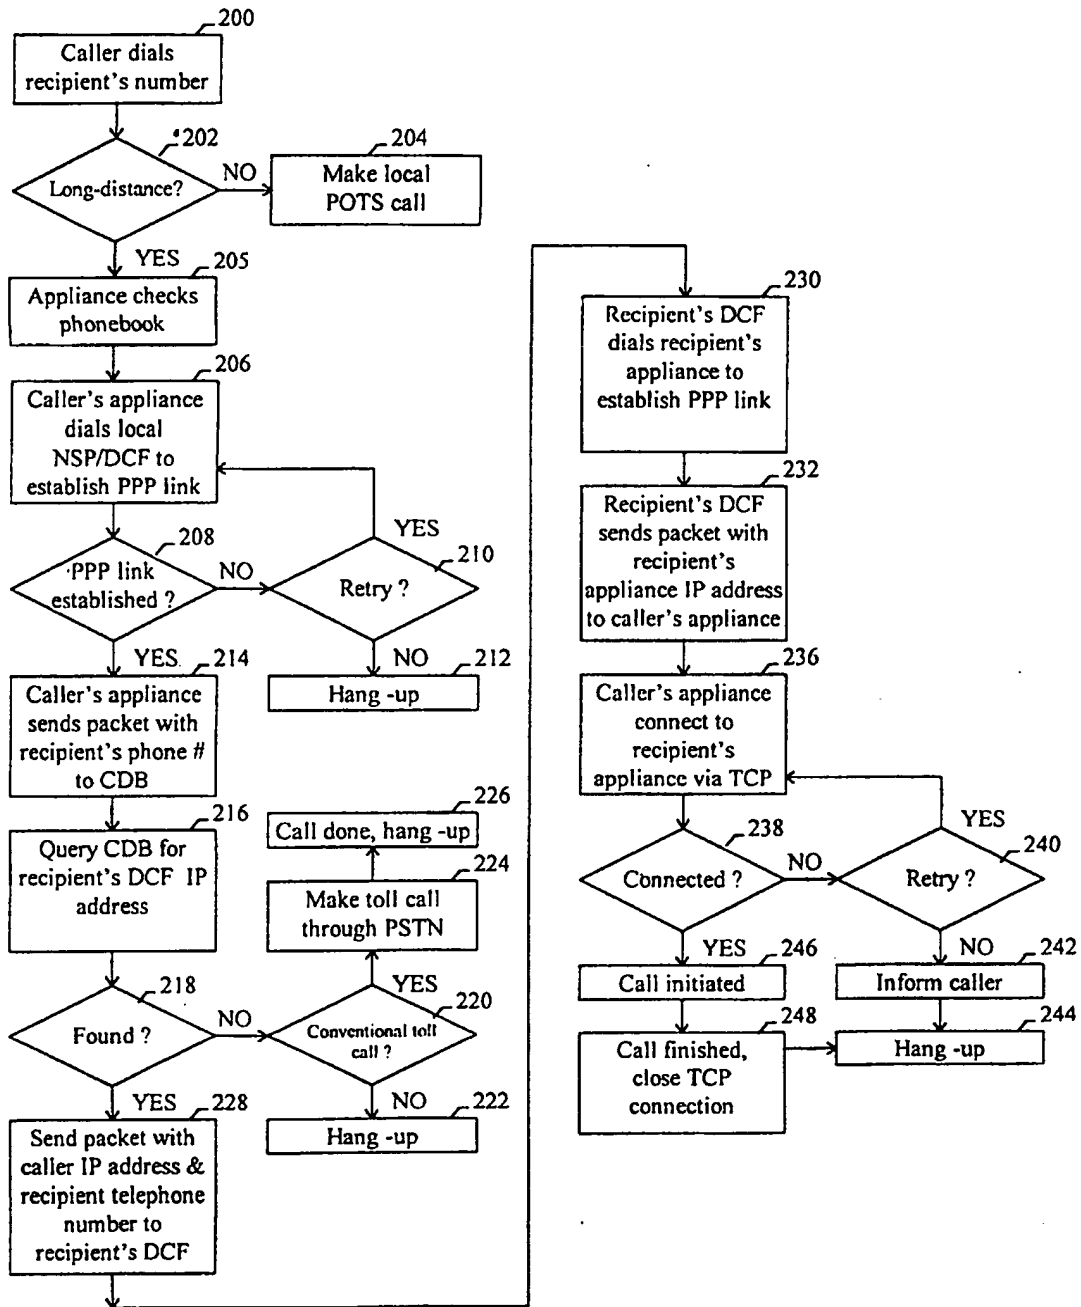 200
Caller dials
recipient's number
202
Long-distance?
NO
204
Make local
POTS call
YES
205
Appliance checks
phonebook
206
Caller's appliance
dials local
NSP/DCF to
establish PPP link
208
PPP link
established ?
NO
YES
210
Retry ?
NO
212
Hang -up
YES
214
Caller's appliance
sends packet with
recipient's phone #
to CDB
216
Query CDB for
recipient's DCF IP
address
226
Call done, hang -up
224
Make toll call
through PSTN
218
Found ?
NO
YES
220
Conventional toll
call ?
NO
222
Hang -up
YES
228
Send packet with
caller IP address &
recipient telephone
number to
recipient's DCF
230
Recipient's DCF
dials recipient's
appliance to
establish PPP link
232
Recipient's DCF
sends packet with
recipient's
appliance IP address
to caller's appliance
236
Caller's appliance
connect to
recipient's
appliance via TCP
238
Connected ?
NO
YES
240
Retry ?
NO
242
Inform caller
244
Hang -up
YES
246
Call initiated
248
Call finished,
close TCP
connection